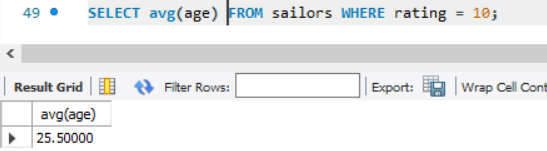 49 SELECT avg(age) FROM sailors WHERE rating = 10;
Result Grid Filter Rows: Export: Wrap Cell Cont
avg(age)
25.50000